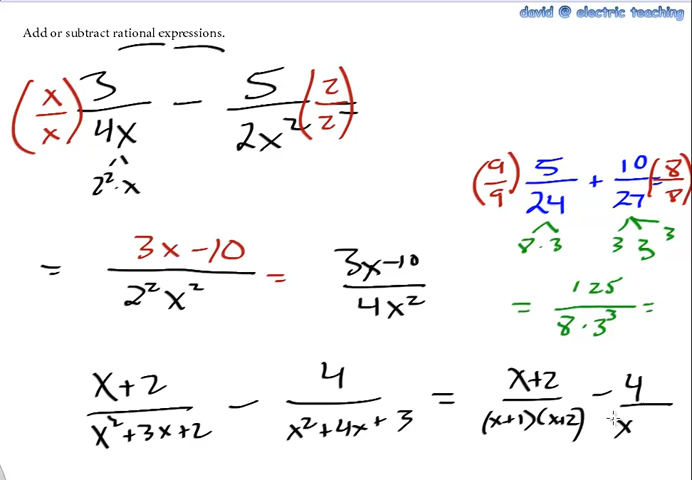 david @ electric teaching
Add or subtract rational expressions.
(x/x) 3/4x - 5/2x² (2/2) =
2²·x
(9/9) 5/24 + 10/27 (8/8) =
8·3 3 3 3
= 3x-10/2²x² = 3x-10/4x²
= 125/8·3³ =
x+2/x²+3x+2 - 4/x²+4x+3 = x+2/(x+1)(x+2) - 4/x